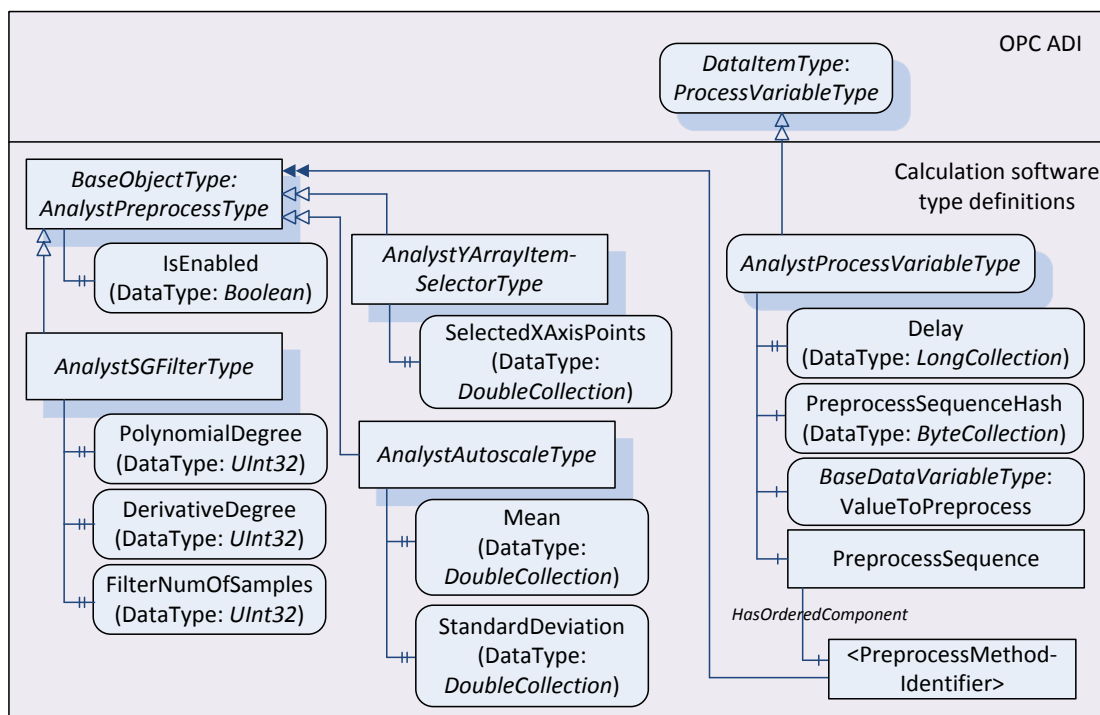 OPC ADI
DataItemType:
ProcessVariableType
Calculation software
type definitions
BaseObjectType:
AnalystPreprocessType
IsEnabled
(DataType: Boolean)
AnalystSGFilterType
PolynomialDegree
(DataType: UInt32)
DerivativeDegree
(DataType: UInt32)
FilterNumOfSamples
(DataType: UInt32)
AnalystYArrayItem-
SelectorType
SelectedXAxisPoints
(DataType:
DoubleCollection)
AnalystAutoscaleType
Mean
(DataType:
DoubleCollection)
StandardDeviation
(DataType:
DoubleCollection)
AnalystProcessVariableType
Delay
(DataType: LongCollection)
PreprocessSequenceHash
(DataType: ByteCollection)
BaseDataVariableType:
ValueToPreprocess
PreprocessSequence
HasOrderedComponent
<PreprocessMethod-
Identifier>